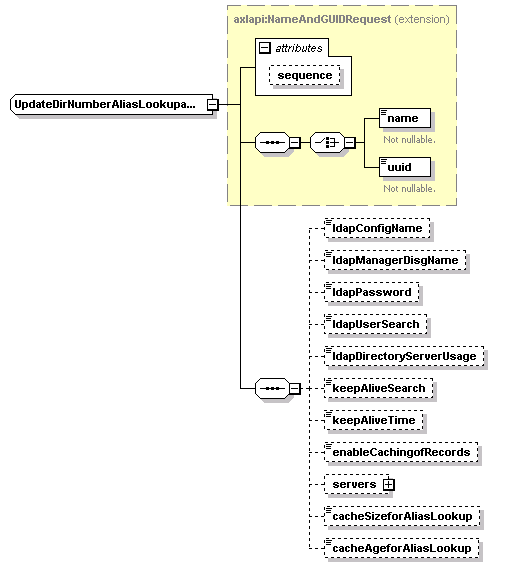 axlapi:NameAndGUIDRequest (extension)
attributes
sequence
UpdateDirNumberAliasLookupa...
name
Not nullable.
uuid
Not nullable.
ldapConfigName
ldapManagerDisgName
ldapPassword
ldapUserSearch
ldapDirectoryServerUsage
keepAliveSearch
keepAliveTime
enableCachingofRecords
servers
cacheSizeforAliasLookup
cacheAgeforAliasLookup